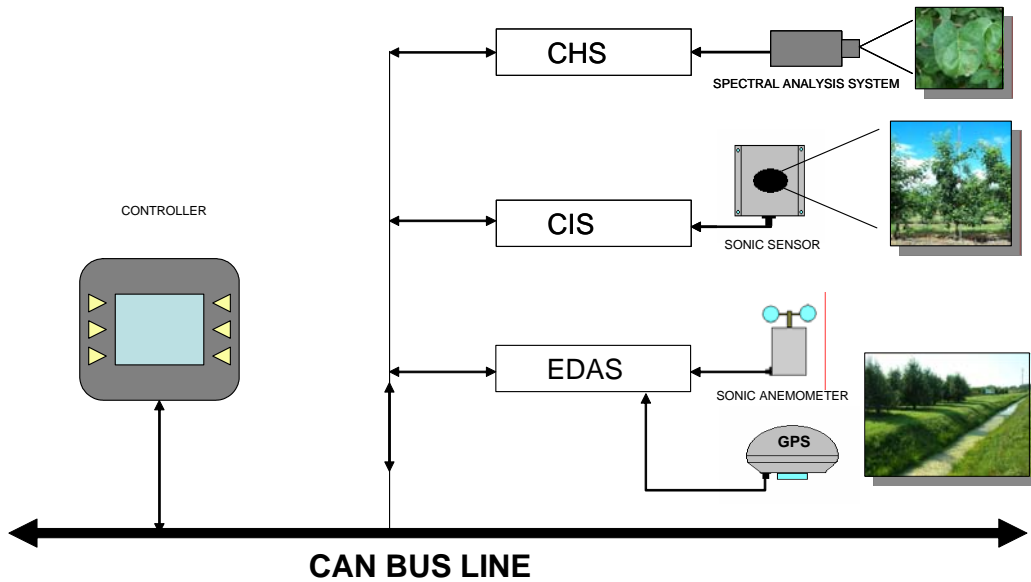 CHS
SPECTRAL ANALYSIS SYSTEM
CONTROLLER
CIS
SONIC SENSOR
EDAS
SONIC ANEMOMETER
GPS
CAN BUS LINE